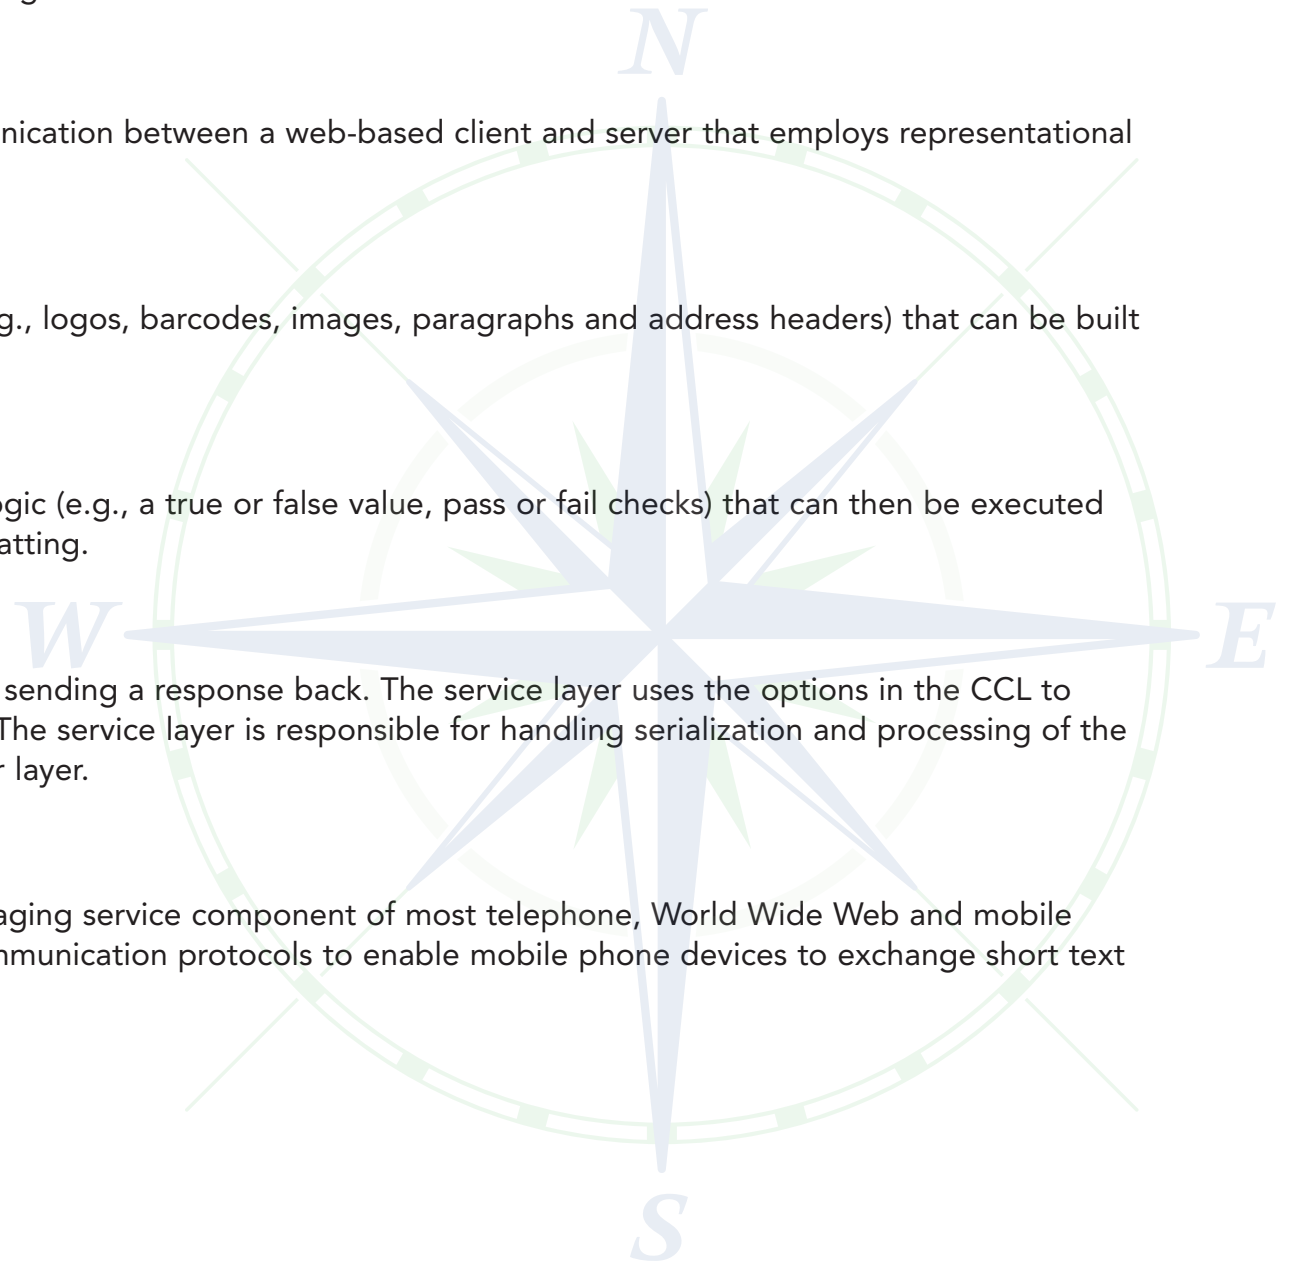 N
nication between a web-based client and server that employs representational
g., logos, barcodes, images, paragraphs and address headers) that can be built
ogic (e.g., a true or false value, pass or fail checks) that can then be executed
atting.
W
E
sending a response back. The service layer uses the options in the CCL to
The service layer is responsible for handling serialization and processing of the
r layer.
aging service component of most telephone, World Wide Web and mobile
mmunication protocols to enable mobile phone devices to exchange short text
S